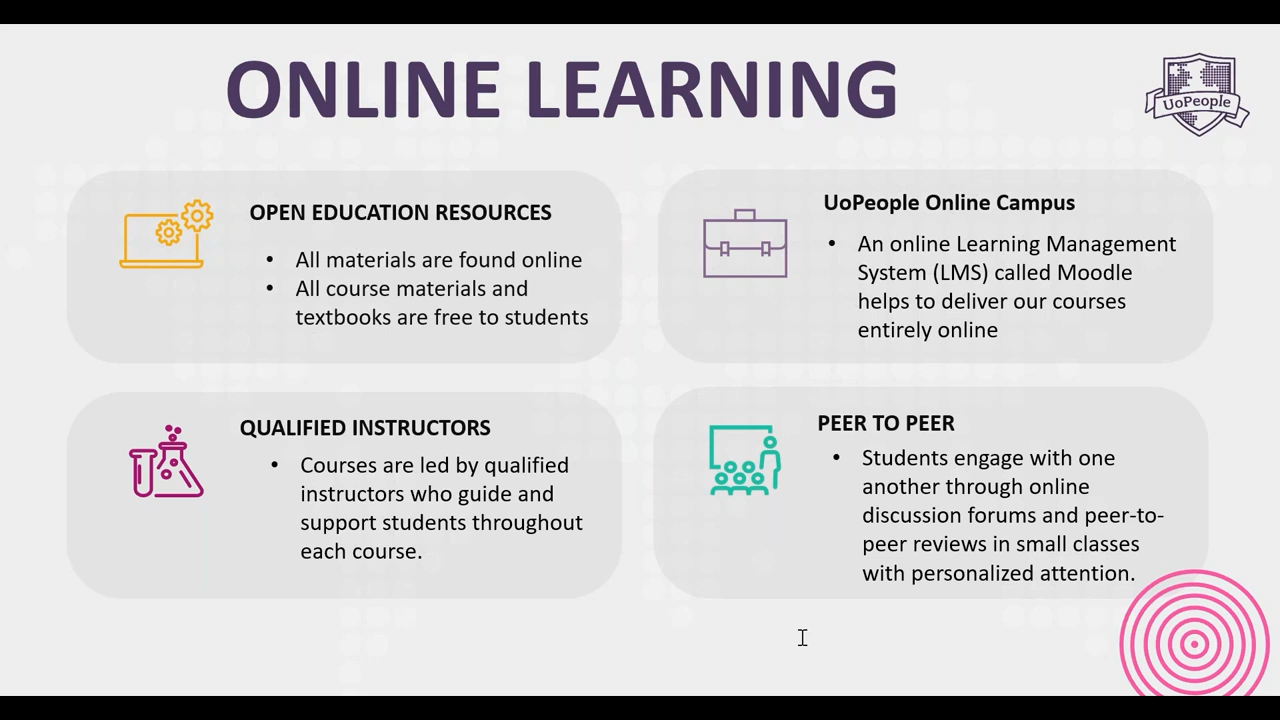 ONLINE LEARNING
UoPeople
OPEN EDUCATION RESOURCES
• All materials are found online
• All course materials and
textbooks are free to students
UoPeople Online Campus
• An online Learning Management
System (LMS) called Moodle
helps to deliver our courses
entirely online
QUALIFIED INSTRUCTORS
• Courses are led by qualified
instructors who guide and
support students throughout
each course.
PEER TO PEER
• Students engage with one
another through online
discussion forums and peer-to-
peer reviews in small classes
with personalized attention.